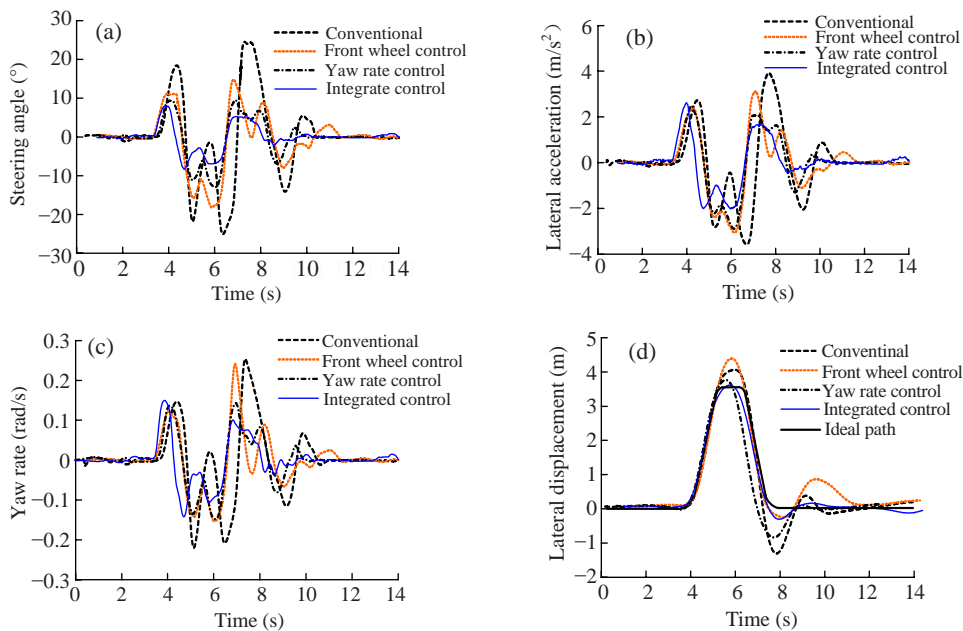 (a)
Conventional
Front wheel control
Yaw rate control
Integrate control
Steering angle (°)
30
20
10
0
−10
−20
−30
0 2 4 6 8 10 12 14
Time (s)
(b)
Conventional
Front wheel control
Yaw rate control
Integrated control
Lateral acceleration (m/s²)
6
4
2
0
−2
−4
0 2 4 6 8 10 12 14
Time (s)
(c)
Conventional
Front wheel control
Yaw rate control
Integrated control
Yaw rate (rad/s)
0.3
0.2
0.1
0
−0.1
−0.2
−0.3
0 2 4 6 8 10 12 14
Time (s)
(d)
Conventinal
Front wheel control
Yaw rate control
Integrated control
Ideal path
Lateral displacement (m)
5
4
3
2
1
0
−1
−2
0 2 4 6 8 10 12 14
Time (s)